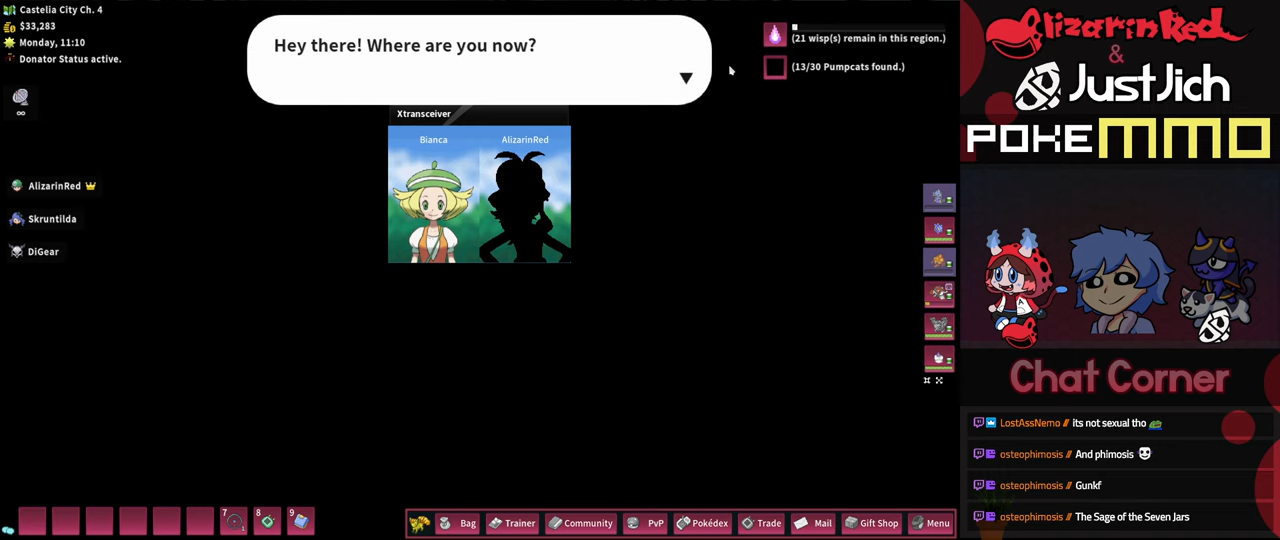 Castelia City Ch. 4
$33,283
Monday, 11:10
Donator Status active.
∞
Hey there! Where are you now?
(21 wisp(s) remain in this region.)
(13/30 Pumpcats found.)
Xtransceiver
Bianca
AlizarinRed
AlizarinRed
Skruntilda
DiGear
7
1
8
9
Bag
Trainer
Community
PvP
Pokédex
Trade
Mail
Gift Shop
Menu
AlizarinRed
&
JustJich
POKEMMO
Chat Corner
LostAssNemo // its not sexual tho
osteophimosis // And phimosis
osteophimosis // Gunkf
osteophimosis // The Sage of the Seven Jars